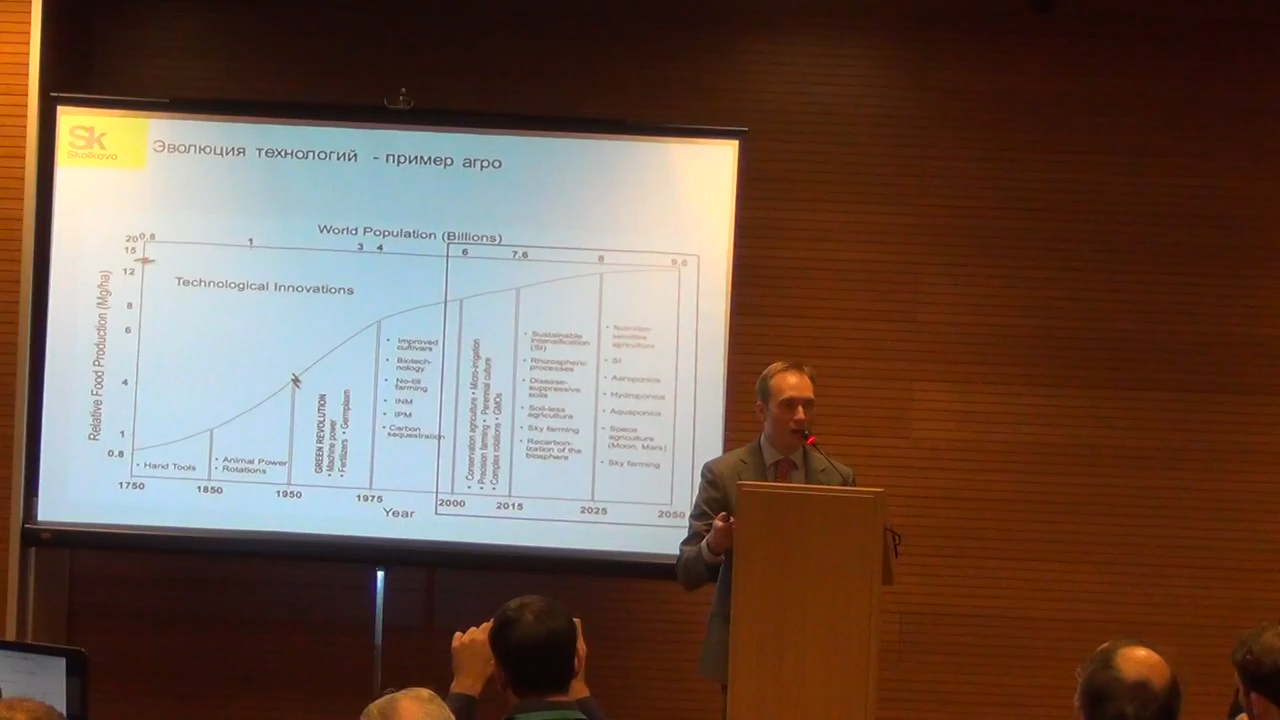 Sk
Skolkovo
Эволюция технологий - пример агро
World Population (Billions)
0.8 1 3 4 6 7.6 8 9.6
20
15
12
8
6
4
1
0.8
Relative Food Production (Mg/ha)
Technological Innovations
• Hand Tools
• Animal Power
• Rotations
GREEN REVOLUTION
• Machine power
• Fertilizers • Germplasm
• Improved
cultivars
• Biotech-
nology
• No-till
farming
• INM
• IPM
• Carbon
sequestration
• Conservation agriculture • Micro-irrigation
• Precision farming • Perennial culture
• Complex rotations • GMOs
• Sustainable
intensification
(SI)
• Rhizospheric
processes
• Disease-
suppressive
soils
• Soil-less
agriculture
• Sky farming
• Recarbon-
ization of the
biosphere
• Nutrition-
sensitive
agriculture
• SI
• Aeroponics
• Hydroponics
• Aquaponics
• Space
agriculture
(Moon, Mars)
• Sky farming
1750 1850 1950 1975 2000 2015 2025 2050
Year